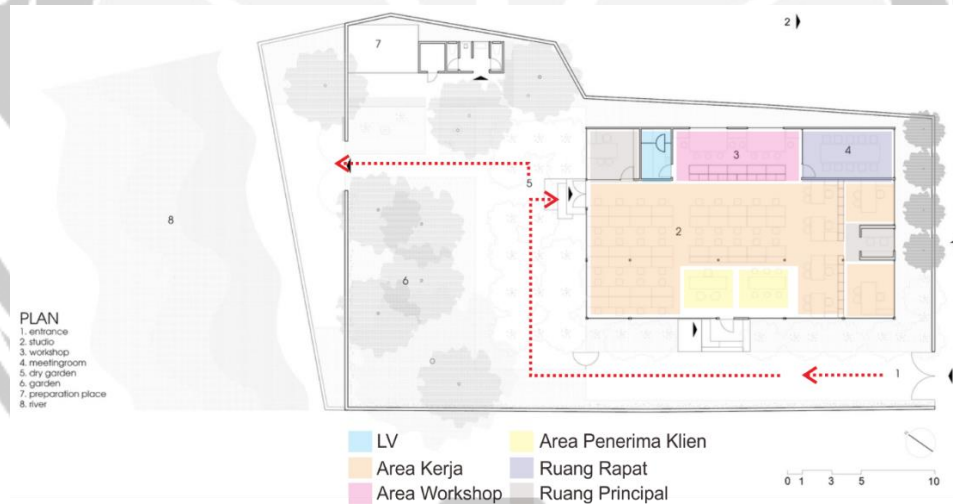 2
7
3
4
5
2
8
6
1
PLAN
1. entrance
2. studio
3. workshop
4. meetingroom
5. dry garden
6. garden
7. preparation place
8. river
LV
Area Penerima Klien
Area Kerja
Ruang Rapat
Area Workshop
Ruang Principal
0 1 3 5 10